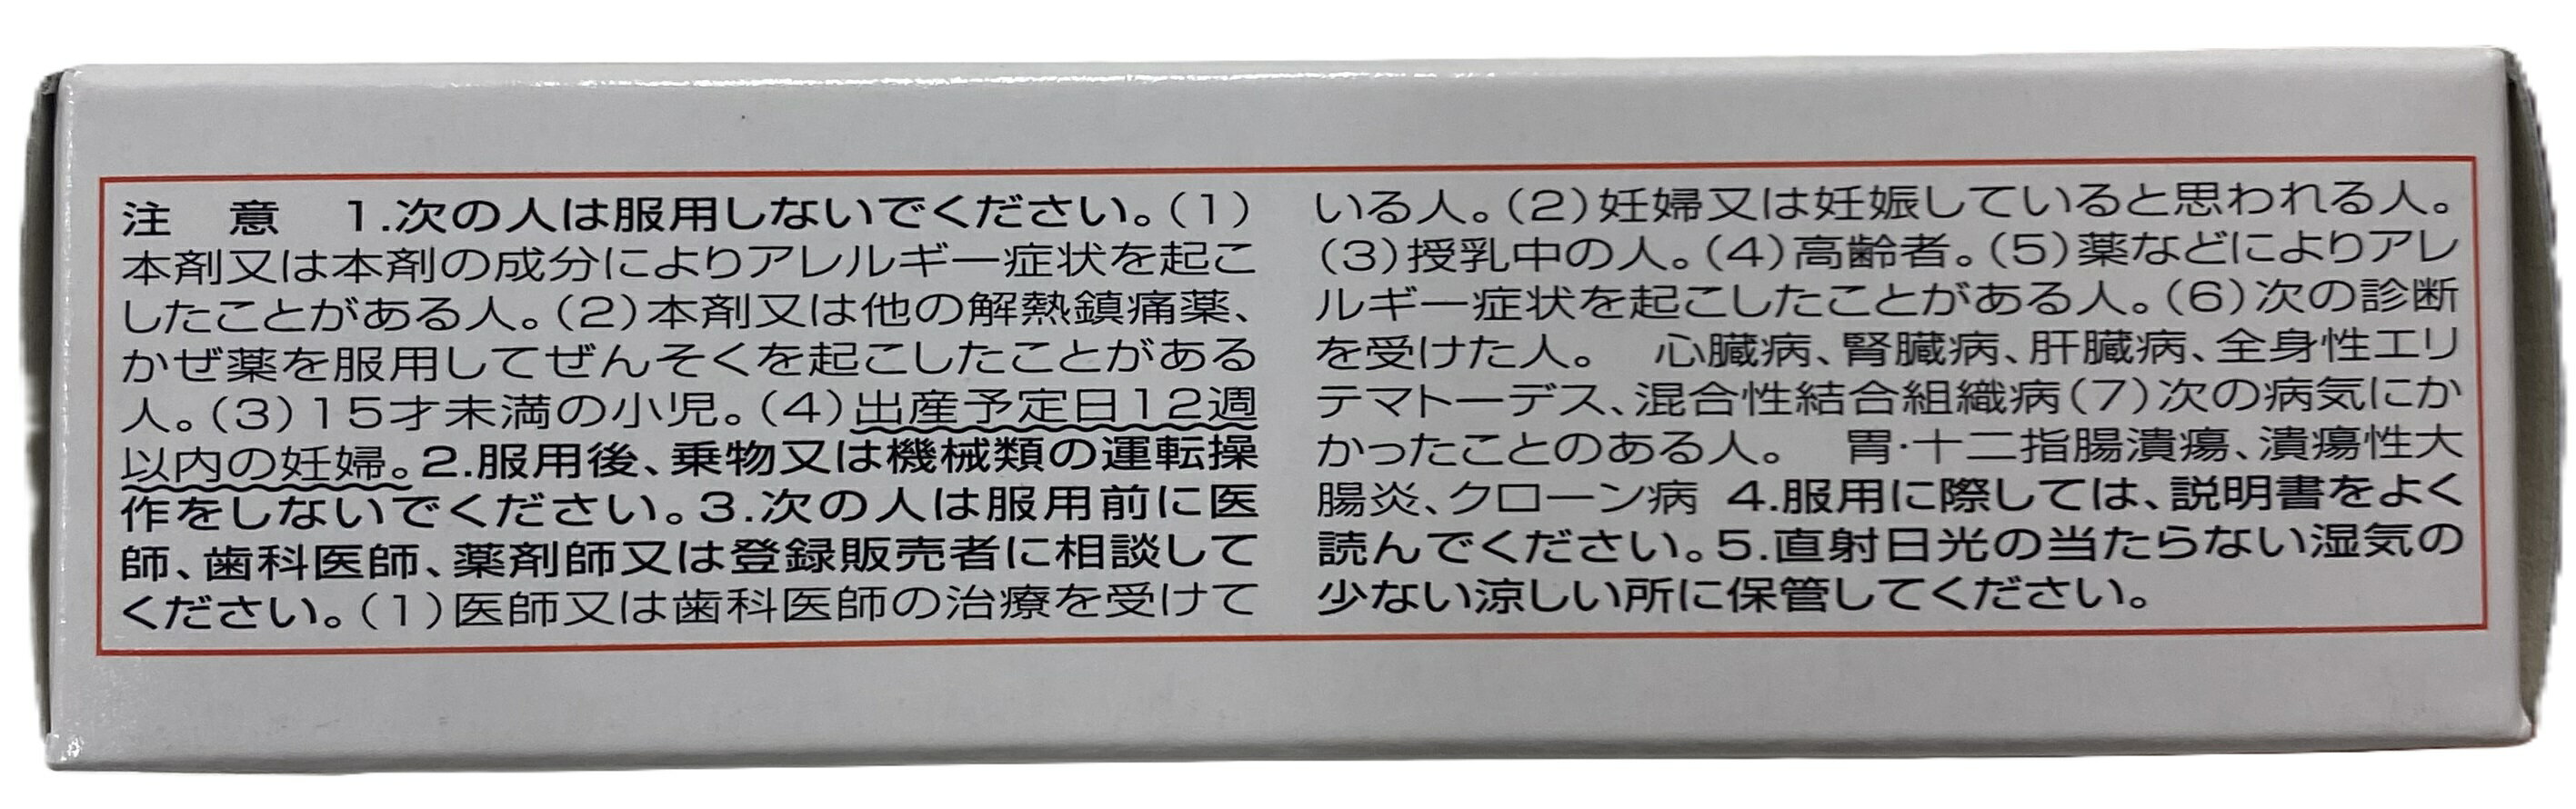 注　意　1.次の人は服用しないでください。(1)
本剤又は本剤の成分によりアレルギー症状を起こ
したことがある人。(2)本剤又は他の解熱鎮痛薬、
かぜ薬を服用してぜんそくを起こしたことがある
人。(3)15才未満の小児。(4)出産予定日12週
以内の妊婦。2.服用後、乗物又は機械類の運転操
作をしないでください。3.次の人は服用前に医
師、歯科医師、薬剤師又は登録販売者に相談して
ください。(1)医師又は歯科医師の治療を受けて
いる人。(2)妊婦又は妊娠していると思われる人。
(3)授乳中の人。(4)高齢者。(5)薬などによりアレ
ルギー症状を起こしたことがある人。(6)次の診断
を受けた人。　心臓病、腎臓病、肝臓病、全身性エリ
テマトーデス、混合性結合組織病(7)次の病気にか
かったことのある人。　胃・十二指腸潰瘍、潰瘍性大
腸炎、クローン病 4.服用に際しては、説明書をよく
読んでください。5.直射日光の当たらない湿気の
少ない涼しい所に保管してください。